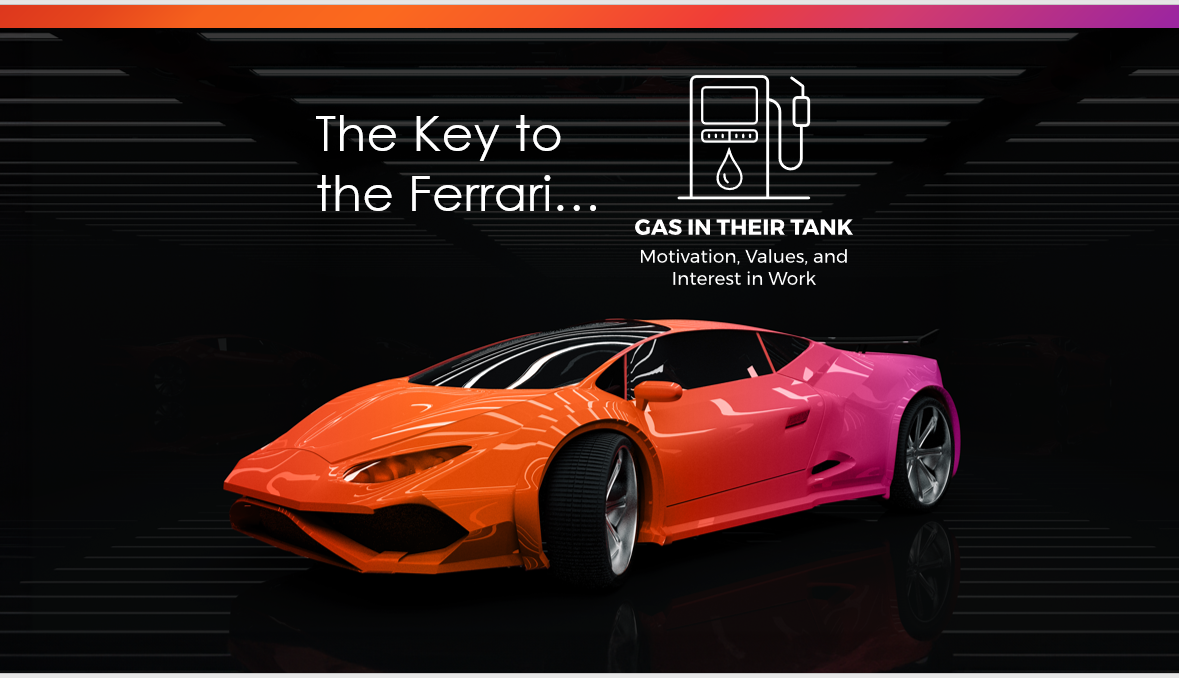 The Key to
the Ferrari...
GAS IN THEIR TANK
Motivation, Values, and
Interest in Work